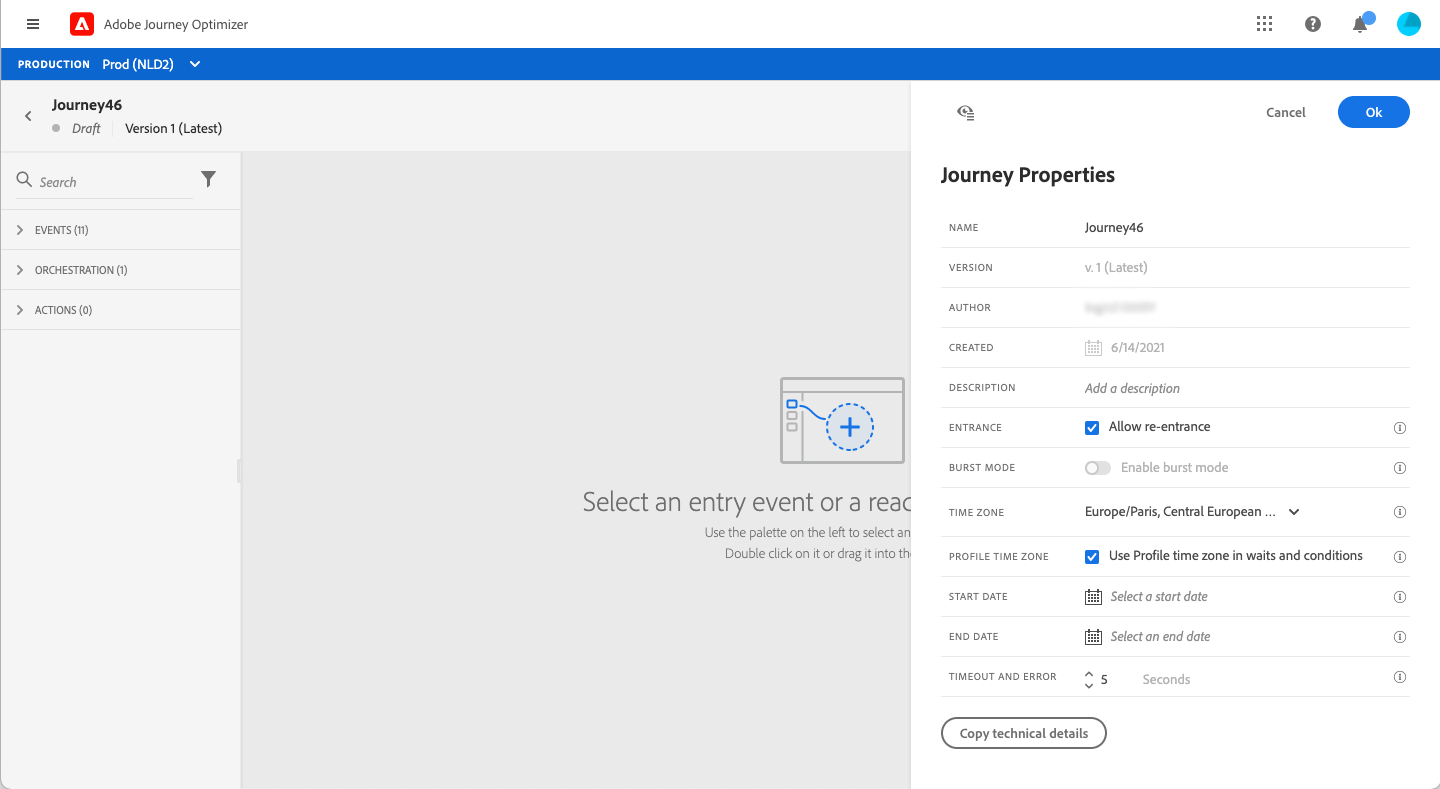 Adobe Journey Optimizer
PRODUCTION Prod (NLD2)
Journey46
Draft Version 1 (Latest)
Search
EVENTS (11)
ORCHESTRATION (1)
ACTIONS (0)
Select an entry event or a
Use the palette on the left to select an
Double click on it or drag it into
Cancel Ok
Journey Properties
NAME Journey46
VERSION v. 1 (Latest)
AUTHOR
CREATED 6/14/2021
DESCRIPTION Add a description
ENTRANCE Allow re-entrance
BURST MODE Enable burst mode
TIME ZONE Europe/Paris, Central European ...
PROFILE TIME ZONE Use Profile time zone in waits and conditions
START DATE Select a start date
END DATE Select an end date
TIMEOUT AND ERROR 5 Seconds
Copy technical details